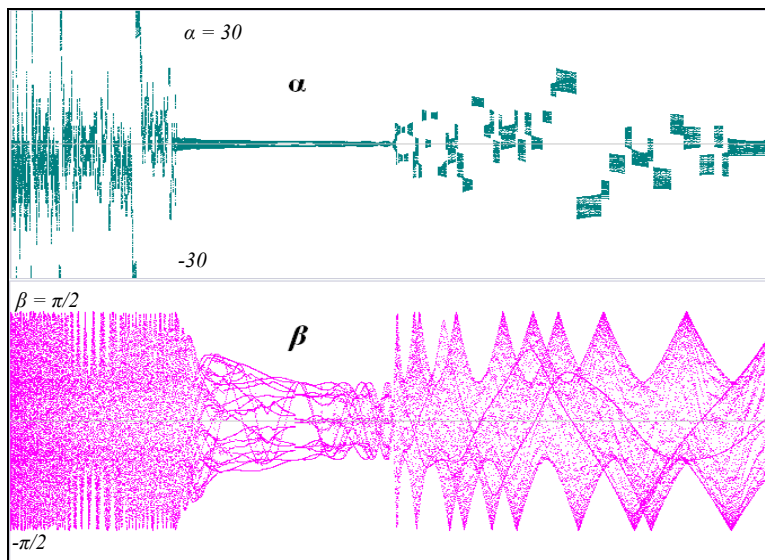 α = 30
α
-30
β = π/2
β
-π/2